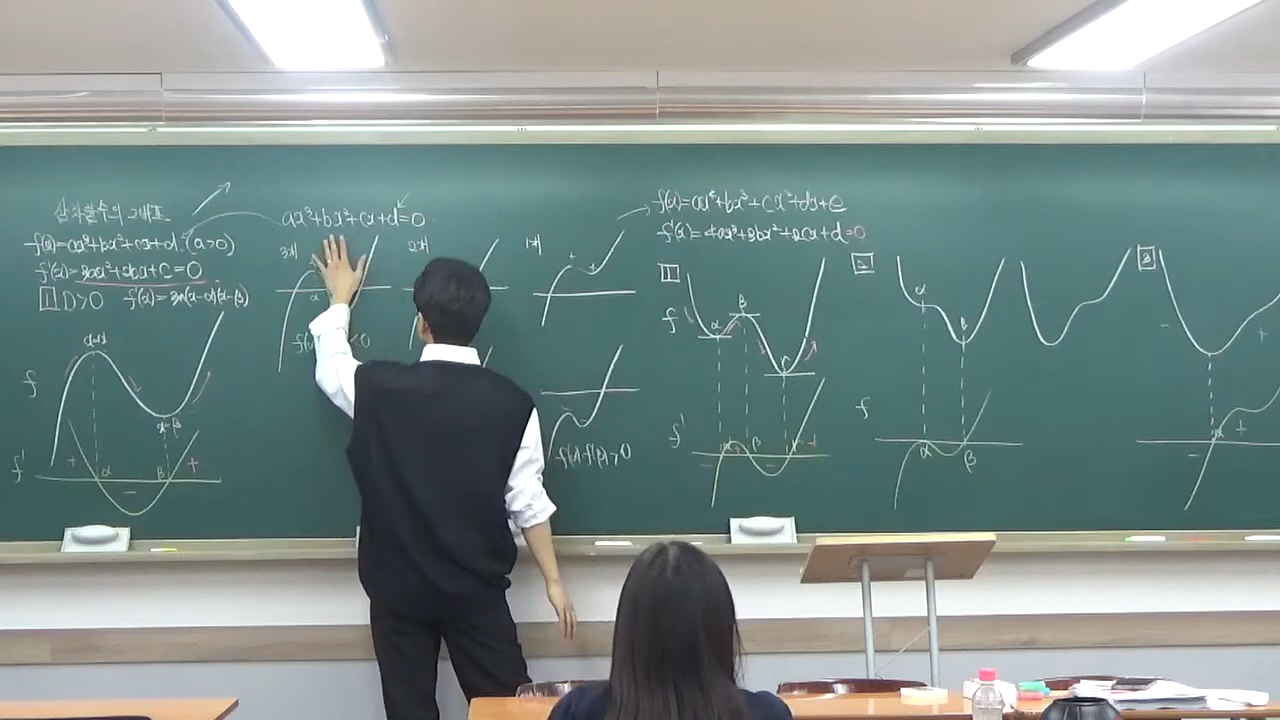 삼차함수의 그래프
f(x)=ax³+bx²+cx+d (a>0)
f'(x)=3ax²+2bx+c=0
1 D>0 f'(x)=3a(x-α)(x-β)
x=α
f
x=β
f'
+ α - β +
ax³+bx²+cx+d=0
3개 2개 1개
α
<0
+ +
f(α)f(β)>0
f(x)=ax⁴+bx³+cx²+dx+e
f'(x)=4ax³+3bx²+2cx+d=0
1
f
α β r
f'
- α + β - r +
2
α β
f
α β
3
- +
α
- +